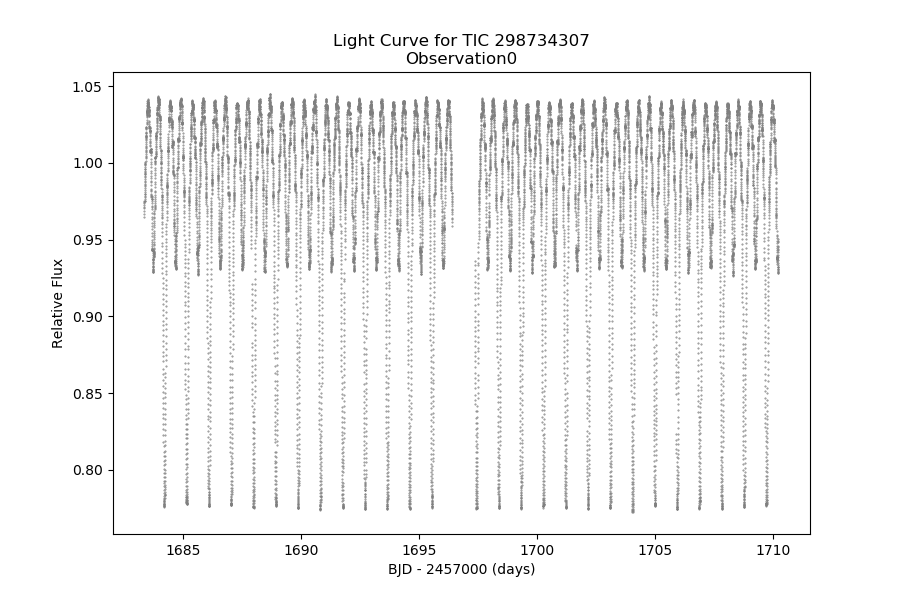 Light Curve for TIC 298734307
Observation0
1.05
1.00
0.95
0.90
0.85
0.80
Relative Flux
1685 1690 1695 1700 1705 1710
BJD - 2457000 (days)